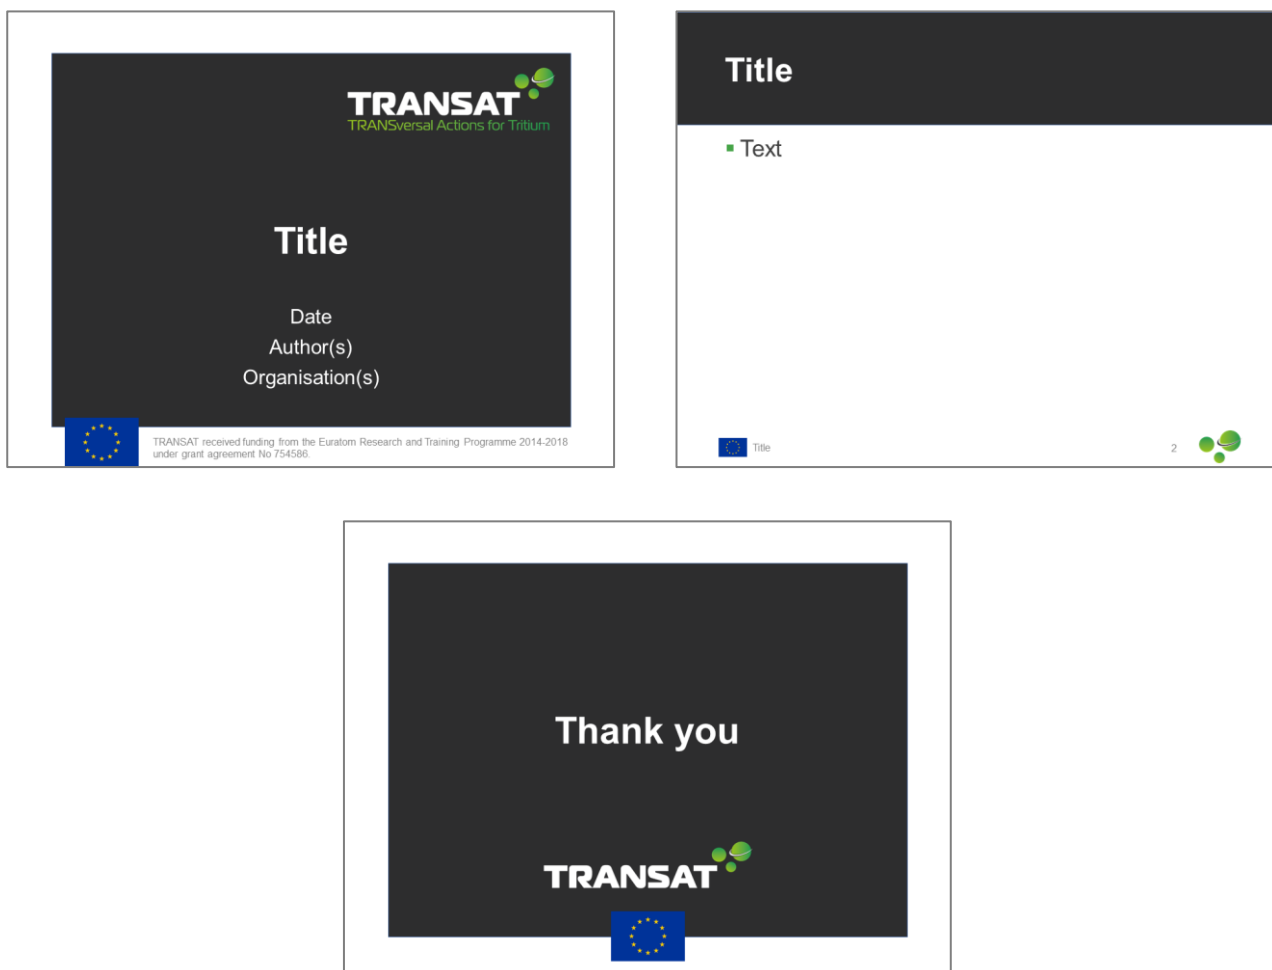 TRANSAT
TRANSversal Actions for Tritium
Title
Date
Author(s)
Organisation(s)
TRANSAT received funding from the Euratom Research and Training Programme 2014-2018
under grant agreement No 754586.
Title
Text
Title
2
Thank you
TRANSAT